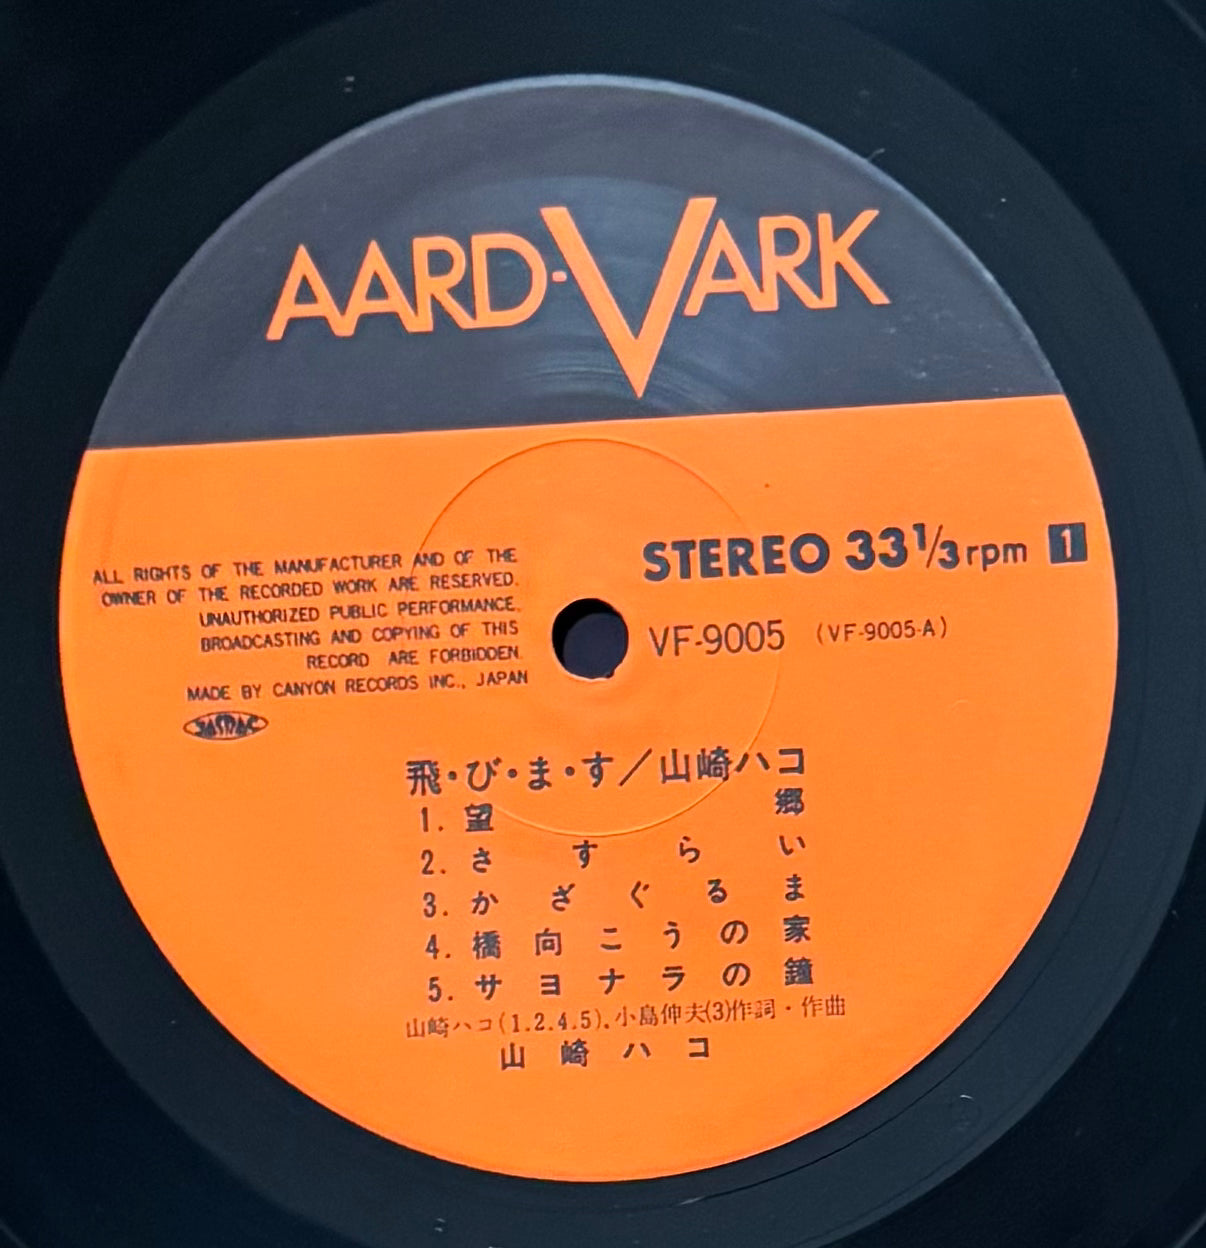 AARD-VARK
STEREO 33 1/3 rpm 1
VF-9005 (VF-9005-A)
ALL RIGHTS OF THE MANUFACTURER AND OF THE
OWNER OF THE RECORDED WORK ARE RESERVED.
UNAUTHORIZED PUBLIC PERFORMANCE,
BROADCASTING AND COPYING OF THIS
RECORD ARE FORBIDDEN.
MADE BY CANYON RECORDS INC., JAPAN
JASRAC
飛・び・ま・す／山崎ハコ
1. 望郷
2. さすらい
3. かざぐるま
4. 橋向こうの家
5. サヨナラの鐘
山崎ハコ(1.2.4.5)、小島伸夫(3)作詞・作曲
山崎ハコ